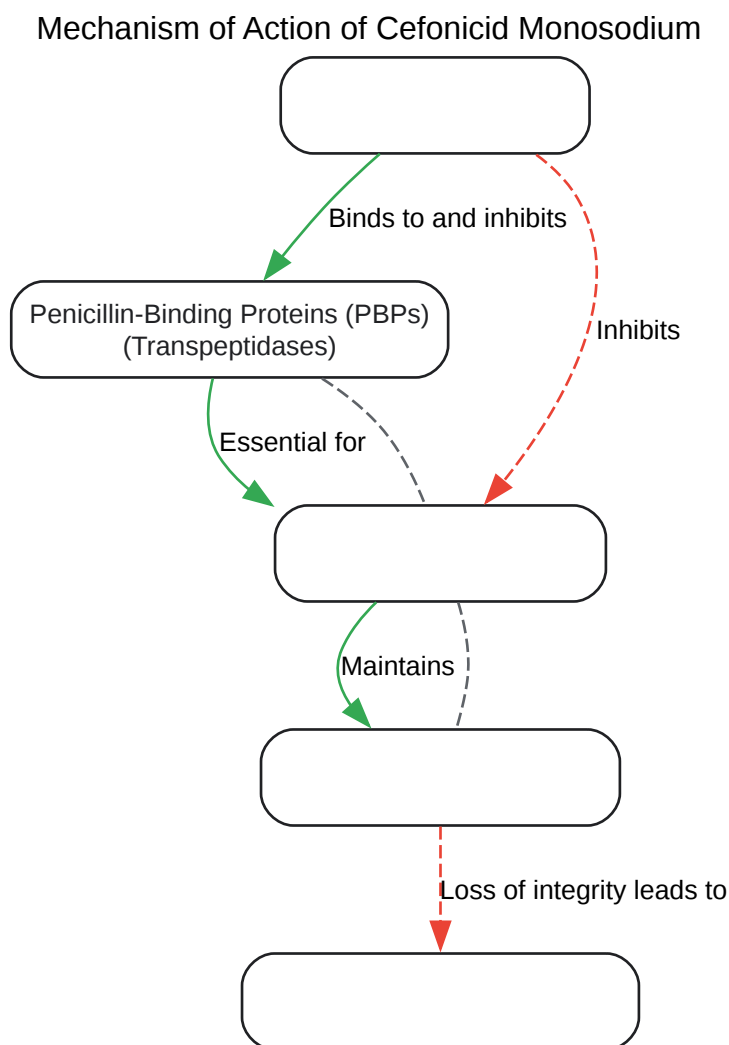 Mechanism of Action of Cefonicid Monosodium
Binds to and inhibits
Penicillin-Binding Proteins (PBPs)
(Transpeptidases)
Inhibits
Essential for
Maintains
Loss of integrity leads to